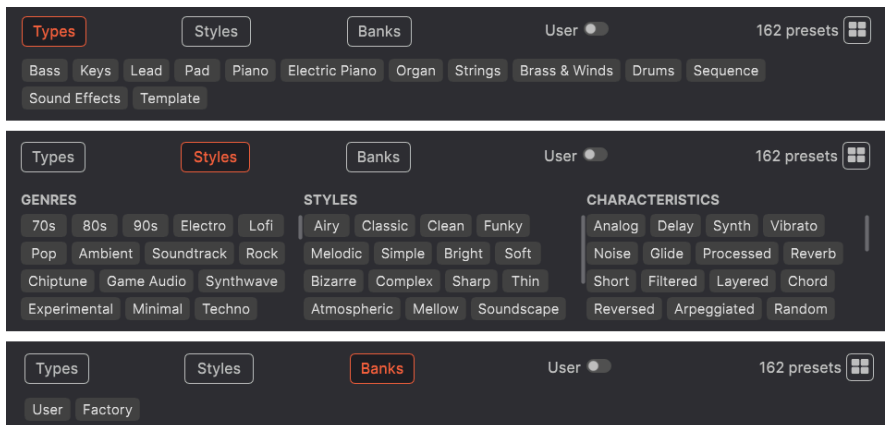 Types Styles Banks User 162 presets
Bass Keys Lead Pad Piano Electric Piano Organ Strings Brass & Winds Drums Sequence
Sound Effects Template
Types Styles Banks User 162 presets
GENRES STYLES CHARACTERISTICS
70s 80s 90s Electro Lofi Airy Classic Clean Funky Analog Delay Synth Vibrato
Pop Ambient Soundtrack Rock Melodic Simple Bright Soft Noise Glide Processed Reverb
Chiptune Game Audio Synthwave Bizarre Complex Sharp Thin Short Filtered Layered Chord
Experimental Minimal Techno Atmospheric Mellow Soundscape Reversed Arpeggiated Random
Types Styles Banks User 162 presets
User Factory